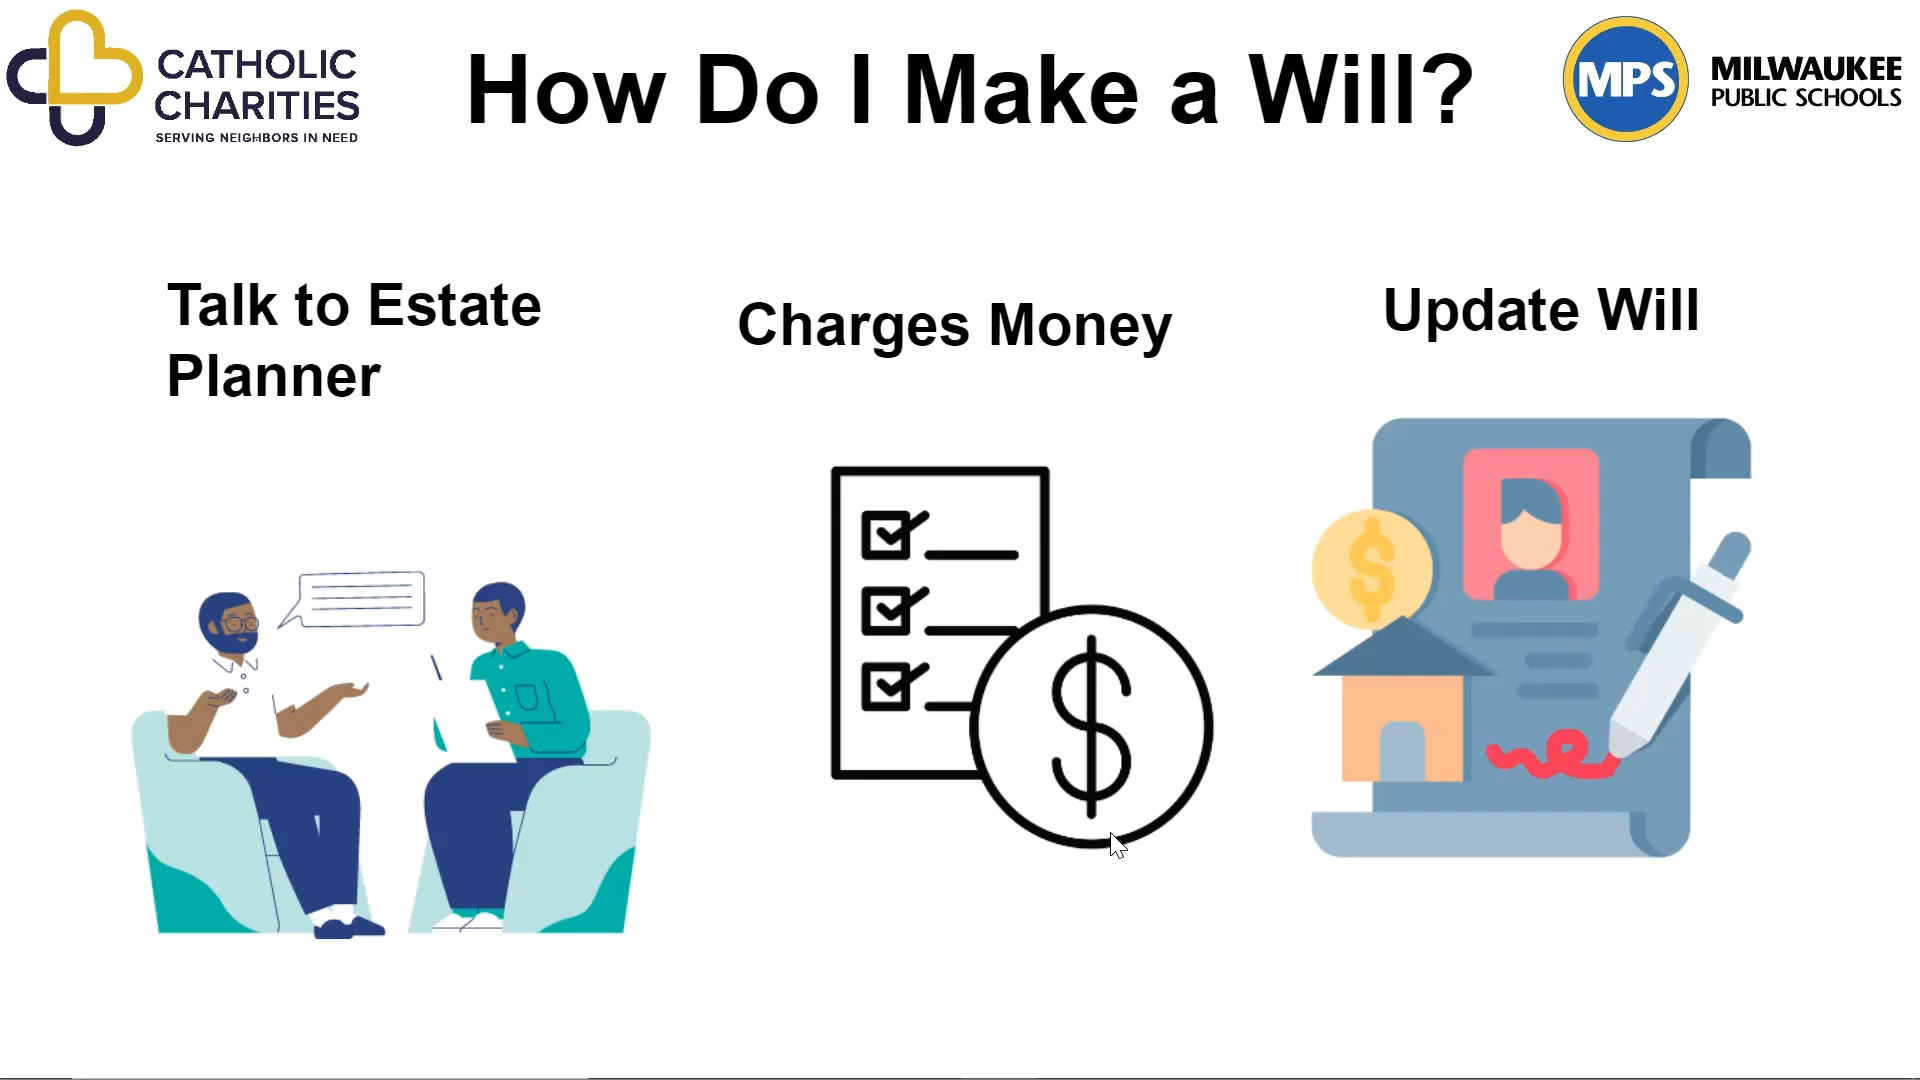 CATHOLIC
CHARITIES
SERVING NEIGHBORS IN NEED
How Do I Make a Will?
MPS
MILWAUKEE
PUBLIC SCHOOLS
Talk to Estate
Planner
Charges Money
Update Will
$
$